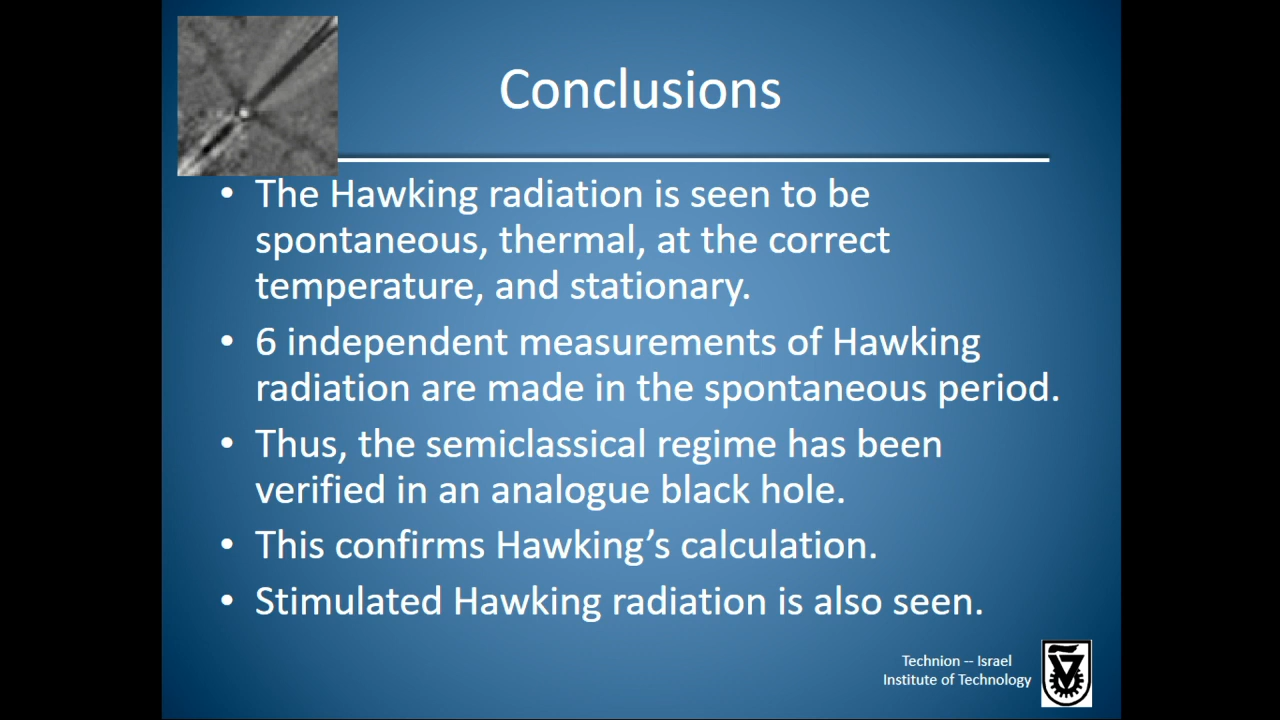 Conclusions
• The Hawking radiation is seen to be
spontaneous, thermal, at the correct
temperature, and stationary.
• 6 independent measurements of Hawking
radiation are made in the spontaneous period.
• Thus, the semiclassical regime has been
verified in an analogue black hole.
• This confirms Hawking’s calculation.
• Stimulated Hawking radiation is also seen.
Technion -- Israel
Institute of Technology